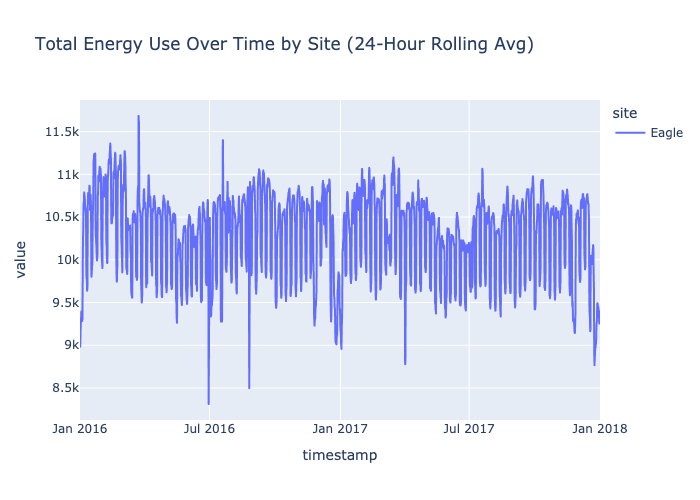 Total Energy Use Over Time by Site (24-Hour Rolling Avg)
site
Eagle
value
11.5k
11k
10.5k
10k
9.5k
9k
8.5k
Jan 2016
Jul 2016
Jan 2017
Jul 2017
Jan 2018
timestamp